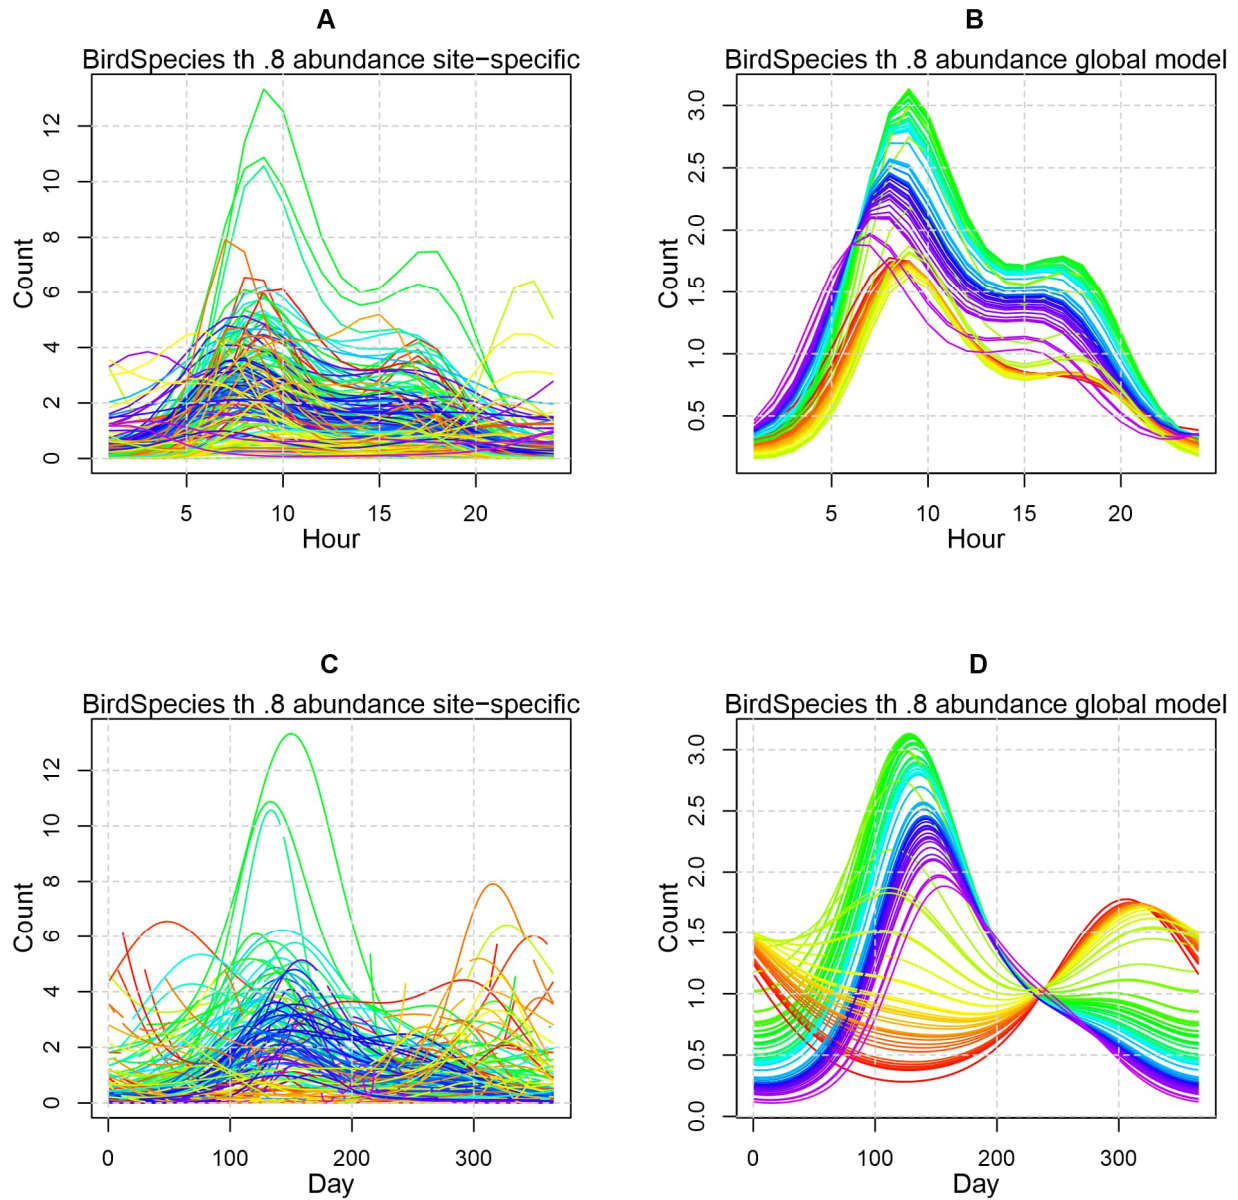 A
BirdSpecies th .8 abundance site−specific
Count
0 2 4 6 8 10 12
5 10 15 20
Hour
B
BirdSpecies th .8 abundance global model
Count
0.5 1.0 1.5 2.0 2.5 3.0
5 10 15 20
Hour
C
BirdSpecies th .8 abundance site−specific
Count
0 2 4 6 8 10 12
0 100 200 300
Day
D
BirdSpecies th .8 abundance global model
Count
0.0 0.5 1.0 1.5 2.0 2.5 3.0
0 100 200 300
Day